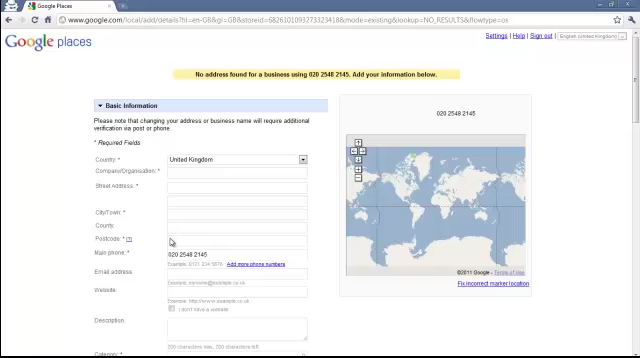 Google Places
www.google.com/local/add/details?hl=en-GB&gl=GB&storeid=6826101093273323418&mode=existing&lookup=NO_RESULTS&flowtype=os
Google places
Settings | Help | Sign out | English (United Kingdom)
No address found for a business using 020 2548 2145. Add your information below.
Basic Information
Please note that changing your address or business name will require additional
verification via post or phone.
* Required Fields
Country: * United Kingdom
Company/Organisation: *
Street Address: *
City/Town: *
County:
Postcode: * [?]
Main phone: * 020 2548 2145
Example: 0121 234 5678 Add more phone numbers
Email address:
Example: osmsite@example.co.uk
Website:
Example: http://www.example.co.uk
I don't have a website
Description:
200 characters max, 200 characters left
Category: *
020 2548 2145
©2011 Google - Terms of Use
Fix incorrect marker location